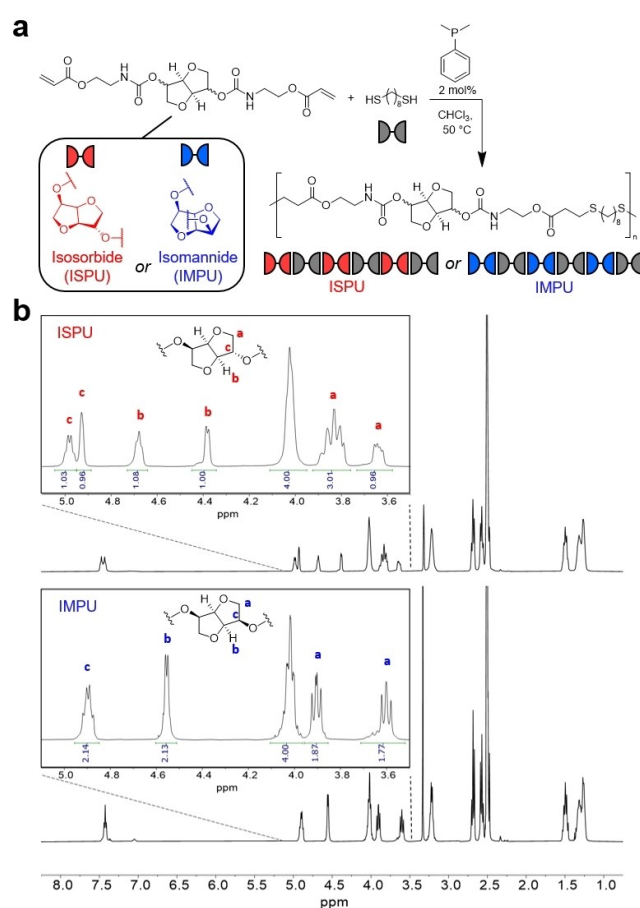 a
O
O
H
N
O
O
O
O
O
N
H
O
O
O
+
HS
8
SH
P
2 mol%
CHCl3,
50 °C
O
O
O
O
Isosorbide
(ISPU)
or
O
O
O
H
H
O
Isomannide
(IMPU)
O
O
H
N
O
O
O
O
O
N
H
O
O
O
S
8
S
n
ISPU
or
IMPU
b
ISPU
O
H
O
a
c
O
O
H
b
c
c
b
b
a
a
1.03
0.96
1.08
1.00
4.00
3.01
0.96
5.0 4.8 4.6 4.4 4.2 4.0 3.8 3.6
ppm
IMPU
O
H
O
a
c
O
O
H
b
c
b
a
a
2.14
2.13
4.00
1.87
1.77
5.0 4.8 4.6 4.4 4.2 4.0 3.8 3.6
ppm
8.0 7.5 7.0 6.5 6.0 5.5 5.0 4.5 4.0 3.5 3.0 2.5 2.0 1.5 1.0
ppm